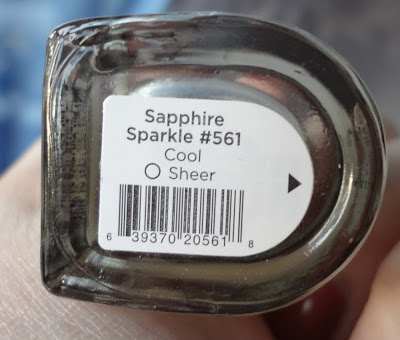 Sapphire
Sparkle #561
Cool
Sheer
6 39370 20561 8